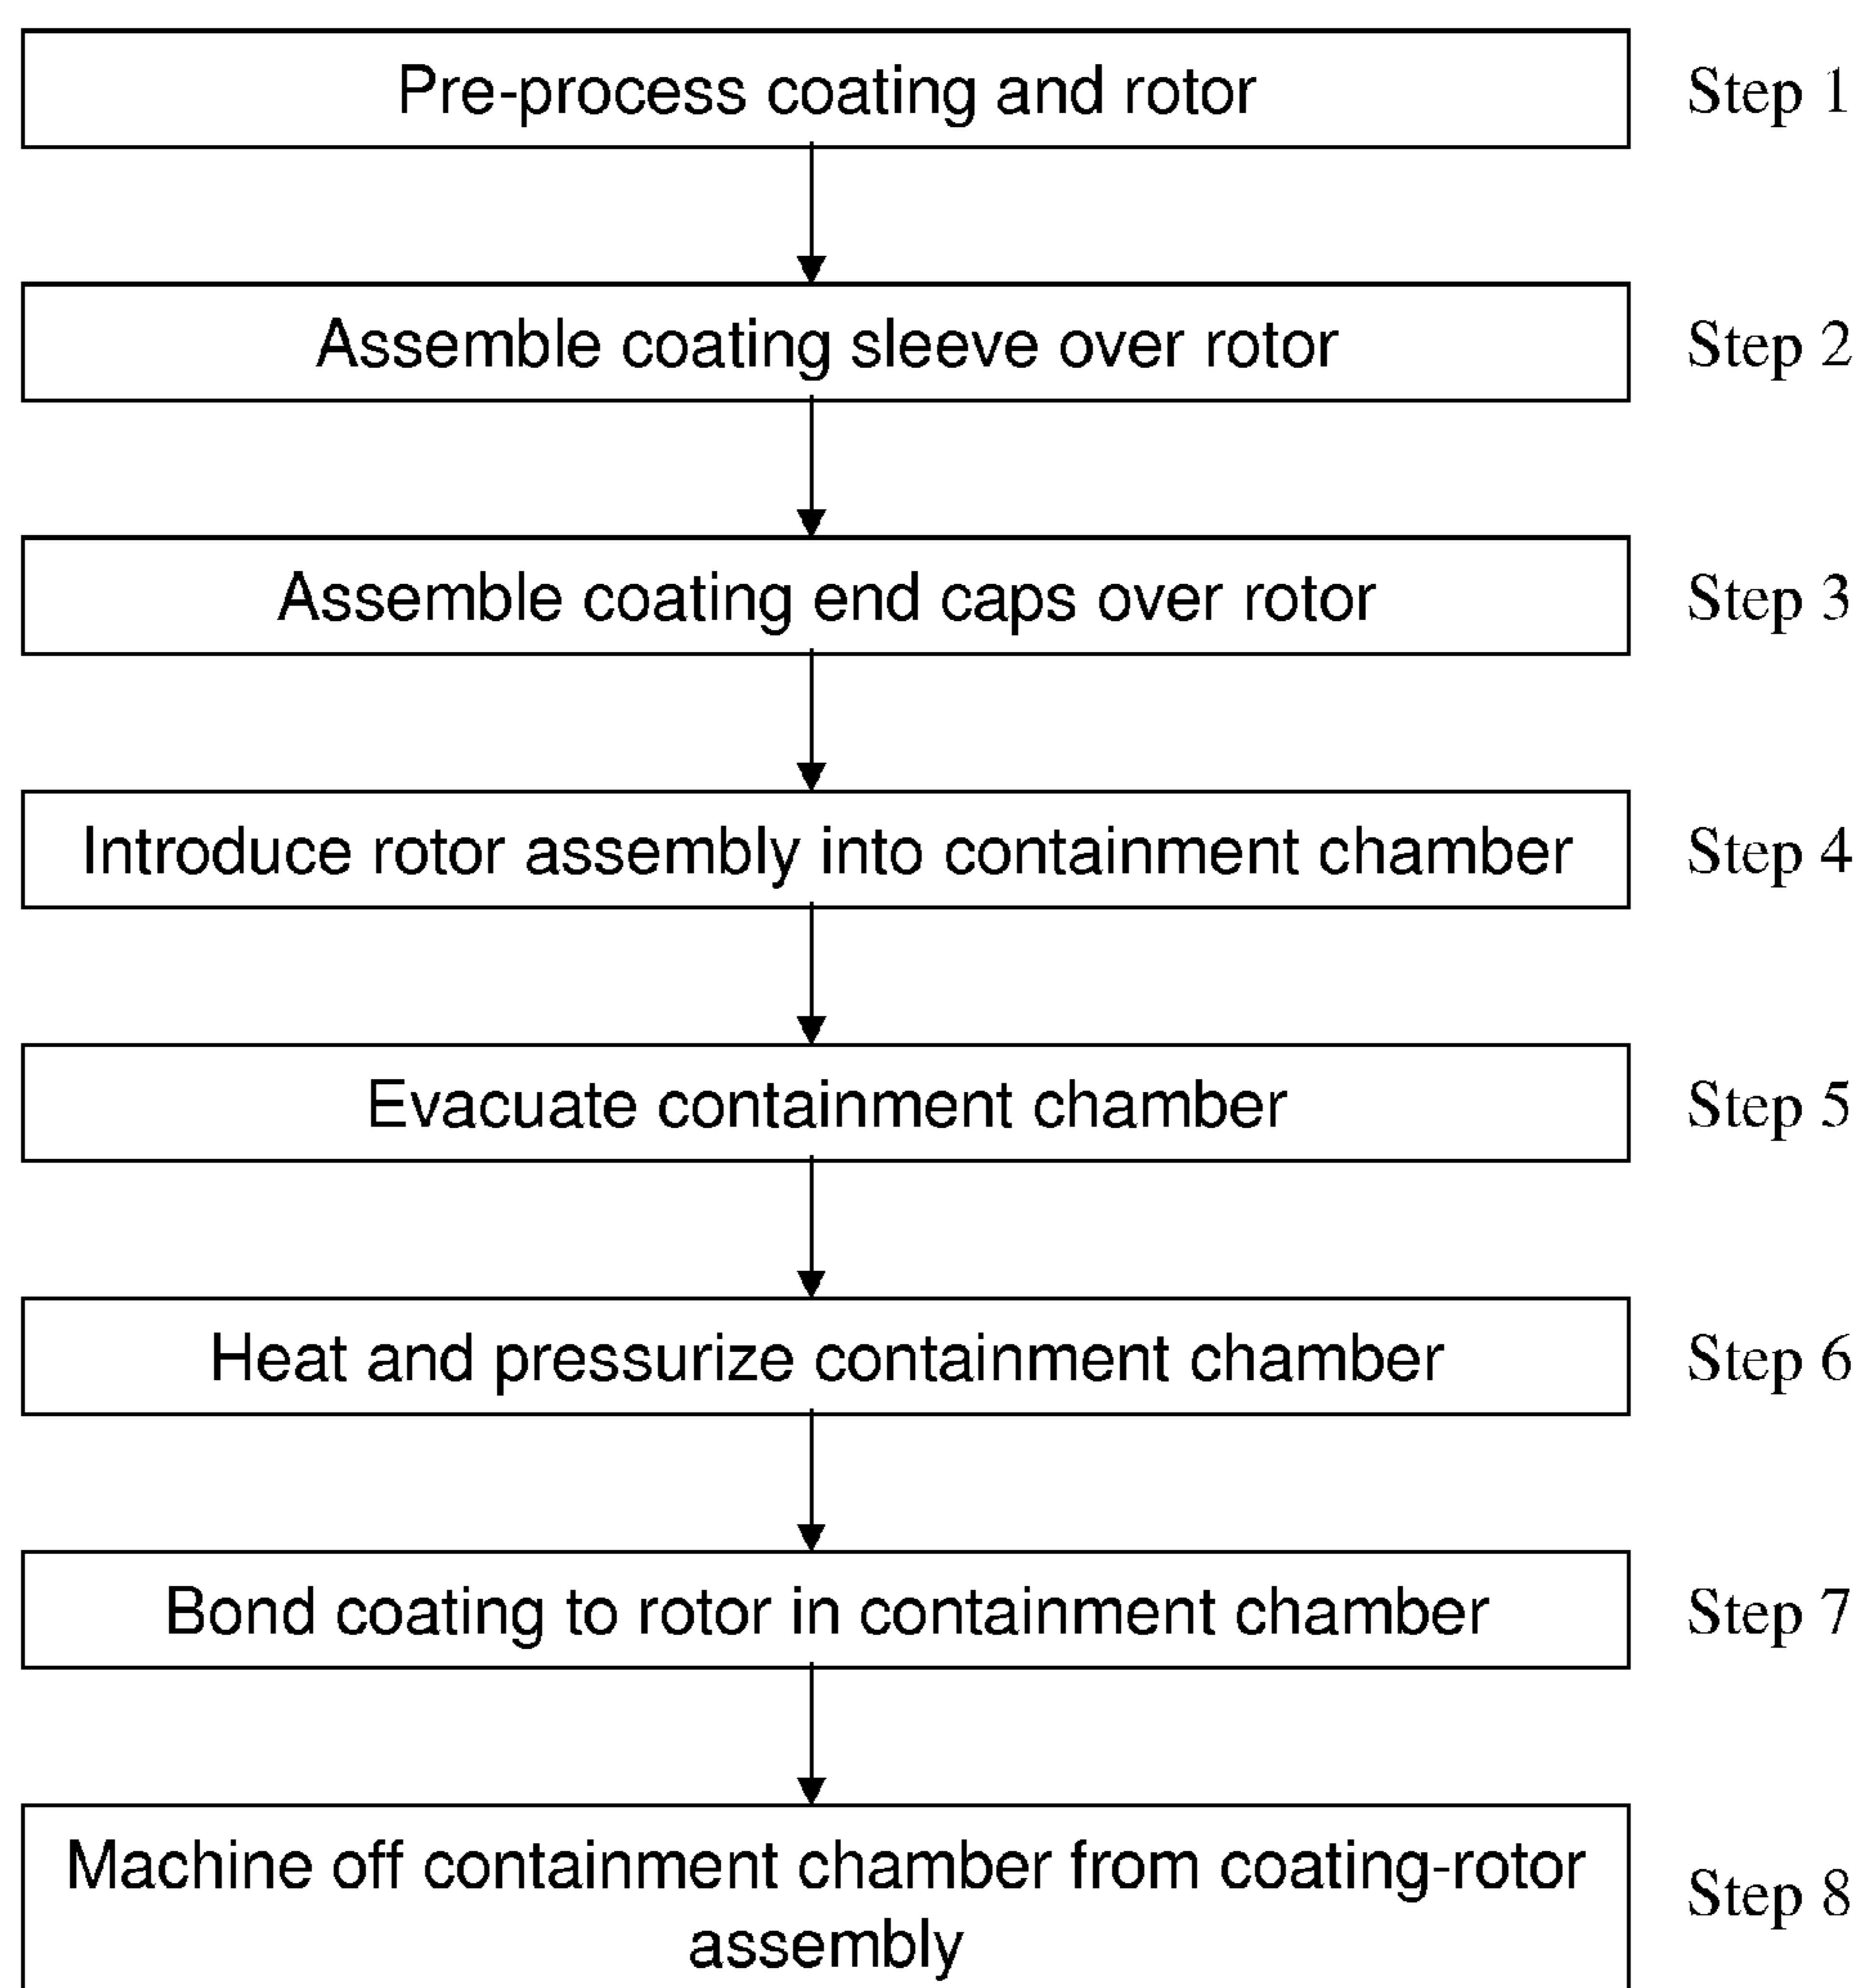 Pre-process coating and rotor Step 1
Assemble coating sleeve over rotor Step 2
Assemble coating end caps over rotor Step 3
Introduce rotor assembly into containment chamber Step 4
Evacuate containment chamber Step 5
Heat and pressurize containment chamber Step 6
Bond coating to rotor in containment chamber Step 7
Machine off containment chamber from coating-rotor
assembly
Step 8